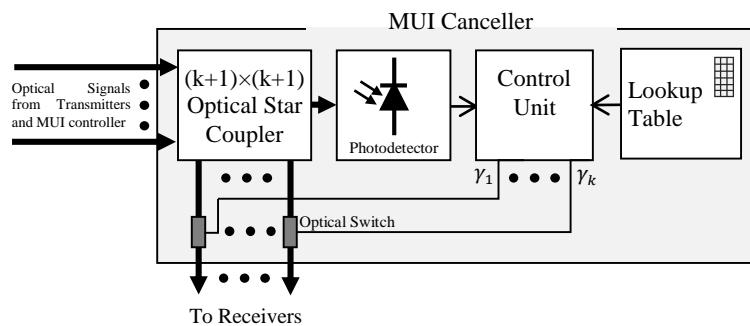 MUI Canceller
Optical Signals
from Transmitters
and MUI controller
(k+1)×(k+1)
Optical Star
Coupler
Photodetector
Control
Unit
Lookup
Table
γ1
γk
Optical Switch
To Receivers